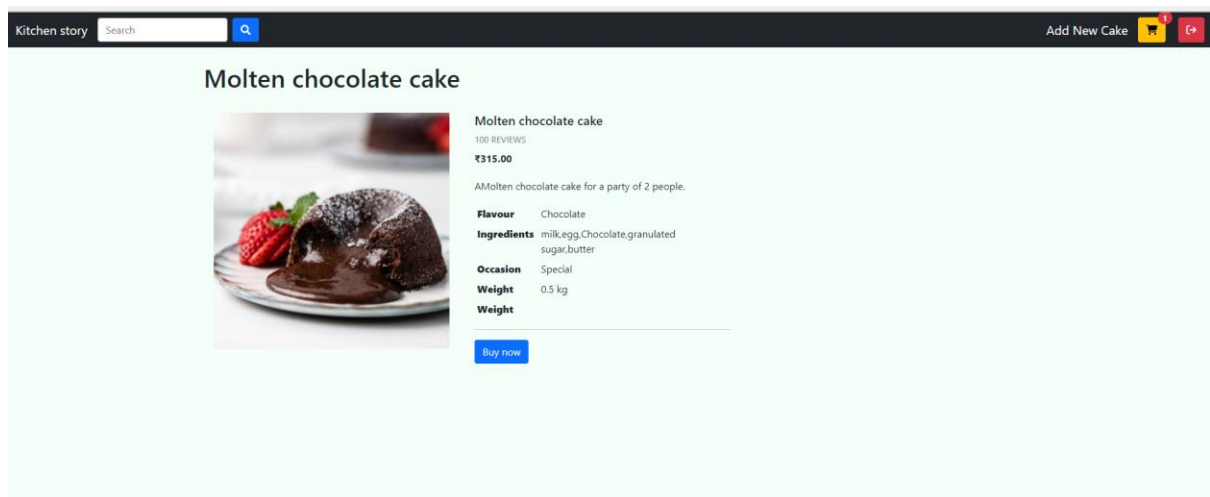 Kitchen story Search Add New Cake 1
Molten chocolate cake
Molten chocolate cake
100 REVIEWS
₹315.00
AMolten chocolate cake for a party of 2 people.
Flavour Chocolate
Ingredients milk,egg,Chocolate,granulated
sugar,butter
Occasion Special
Weight 0.5 kg
Weight
Buy now